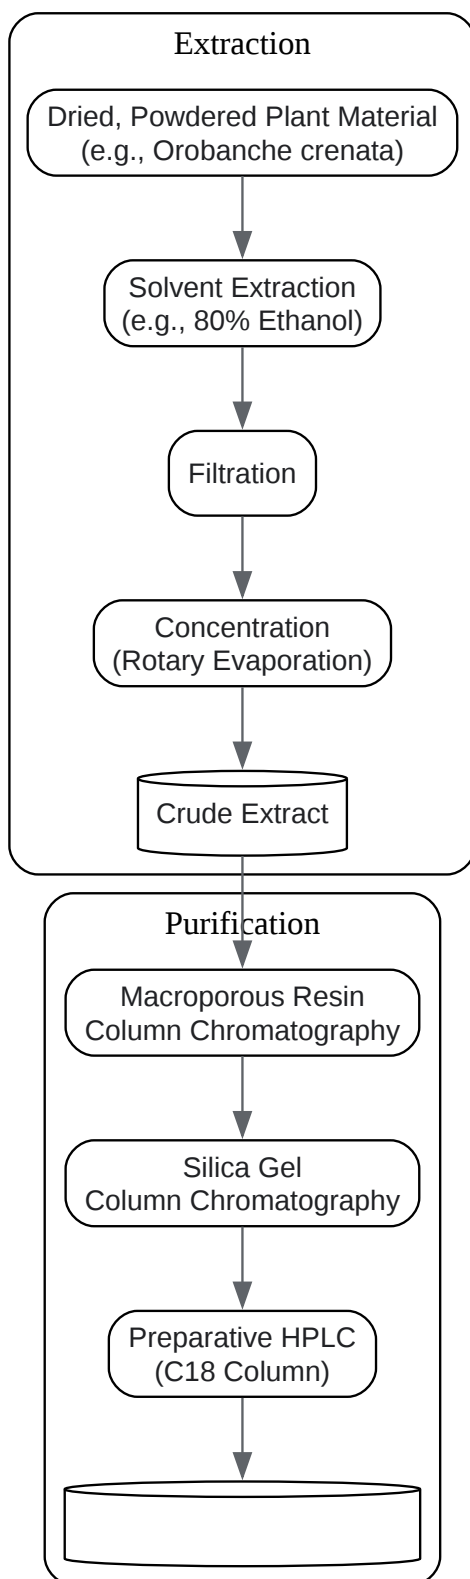 Extraction
Dried, Powdered Plant Material
(e.g., Orobanche crenata)
Solvent Extraction
(e.g., 80% Ethanol)
Filtration
Concentration
(Rotary Evaporation)
Crude Extract
Purification
Macroporous Resin
Column Chromatography
Silica Gel
Column Chromatography
Preparative HPLC
(C18 Column)